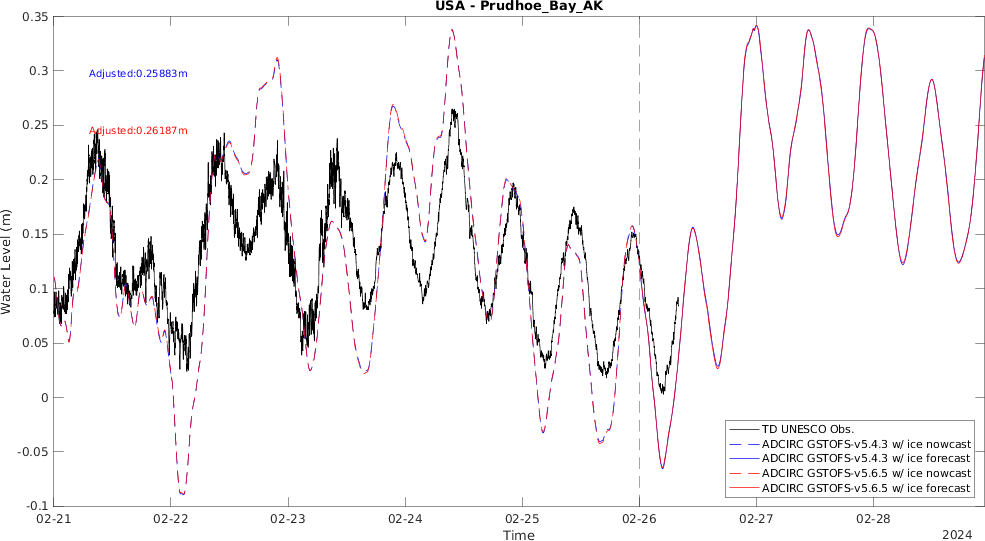 USA - Prudhoe_Bay_AK
0.35
0.3
0.25
0.2
0.15
0.1
0.05
0
-0.05
-0.1
Water Level (m)
Adjusted:0.25883m
Adjusted:0.26187m
TD UNESCO Obs.
ADCIRC GSTOFS-v5.4.3 w/ ice nowcast
ADCIRC GSTOFS-v5.4.3 w/ ice forecast
ADCIRC GSTOFS-v5.6.5 w/ ice nowcast
ADCIRC GSTOFS-v5.6.5 w/ ice forecast
02-21 02-22 02-23 02-24 02-25 02-26 02-27 02-28
Time
2024